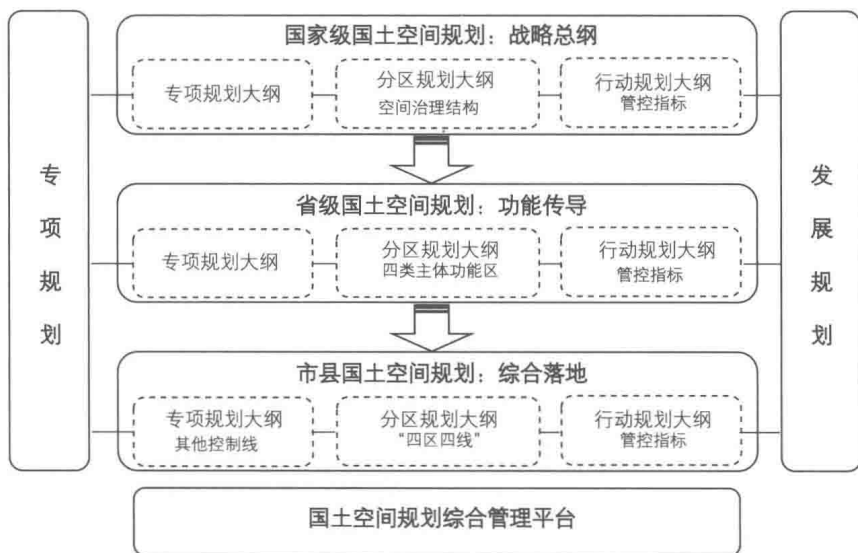 国家级国土空间规划：战略总纲
专项规划大纲
分区规划大纲
空间治理结构
行动规划大纲
管控指标
省级国土空间规划：功能传导
专项规划大纲
分区规划大纲
四类主体功能区
行动规划大纲
管控指标
市县国土空间规划：综合落地
专项规划大纲
其他控制线
分区规划大纲
“四区四线”
行动规划大纲
管控指标
专项规划
发展规划
国土空间规划综合管理平台